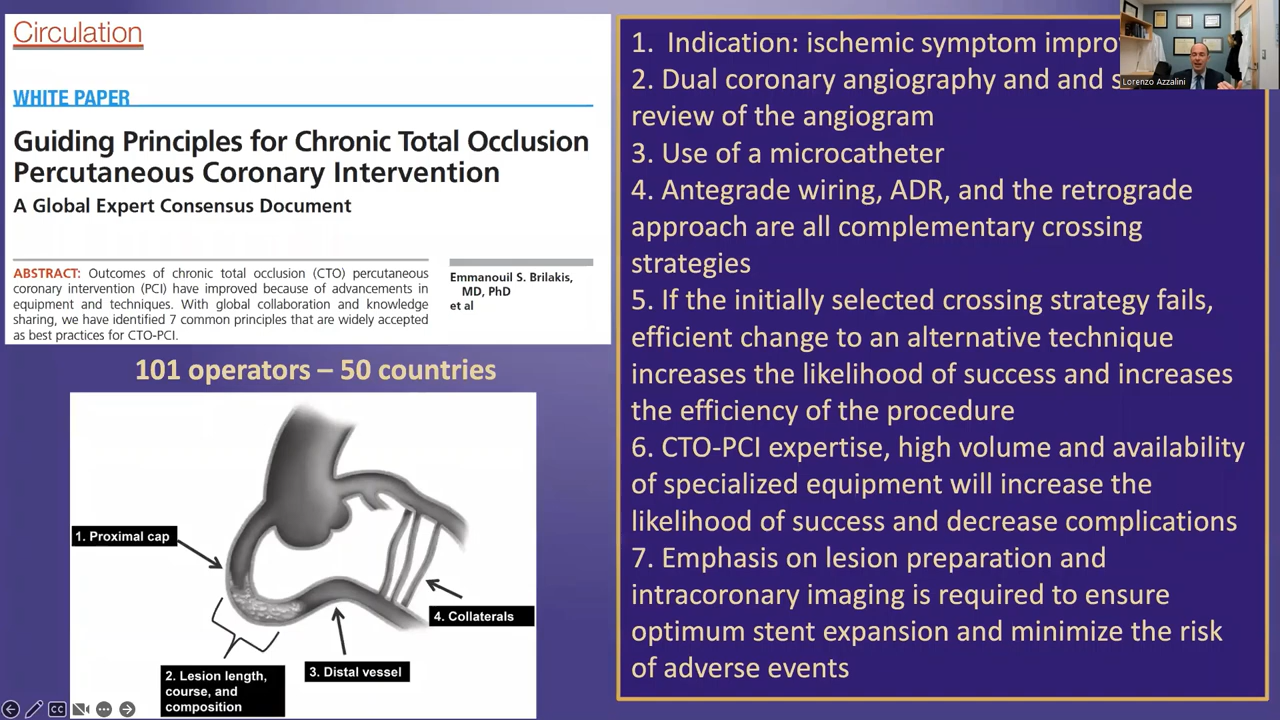 Circulation
WHITE PAPER
Guiding Principles for Chronic Total Occlusion
Percutaneous Coronary Intervention
A Global Expert Consensus Document
ABSTRACT: Outcomes of chronic total occlusion (CTO) percutaneous
coronary intervention (PCI) have improved because of advancements in
equipment and techniques. With global collaboration and knowledge
sharing, we have identified 7 common principles that are widely accepted
as best practices for CTO-PCI.
Emmanouil S. Brilakis,
MD, PhD
et al
101 operators – 50 countries
1. Proximal cap
2. Lesion length,
course, and
composition
3. Distal vessel
4. Collaterals
CC
1. Indication: ischemic symptom
2. Dual coronary angiography and and
review of the angiogram
3. Use of a microcatheter
4. Antegrade wiring, ADR, and the retrograde
approach are all complementary crossing
strategies
5. If the initially selected crossing strategy fails,
efficient change to an alternative technique
increases the likelihood of success and increases
the efficiency of the procedure
6. CTO-PCI expertise, high volume and availability
of specialized equipment will increase the
likelihood of success and decrease complications
7. Emphasis on lesion preparation and
intracoronary imaging is required to ensure
optimum stent expansion and minimize the risk
of adverse events
Lorenzo Azzalini